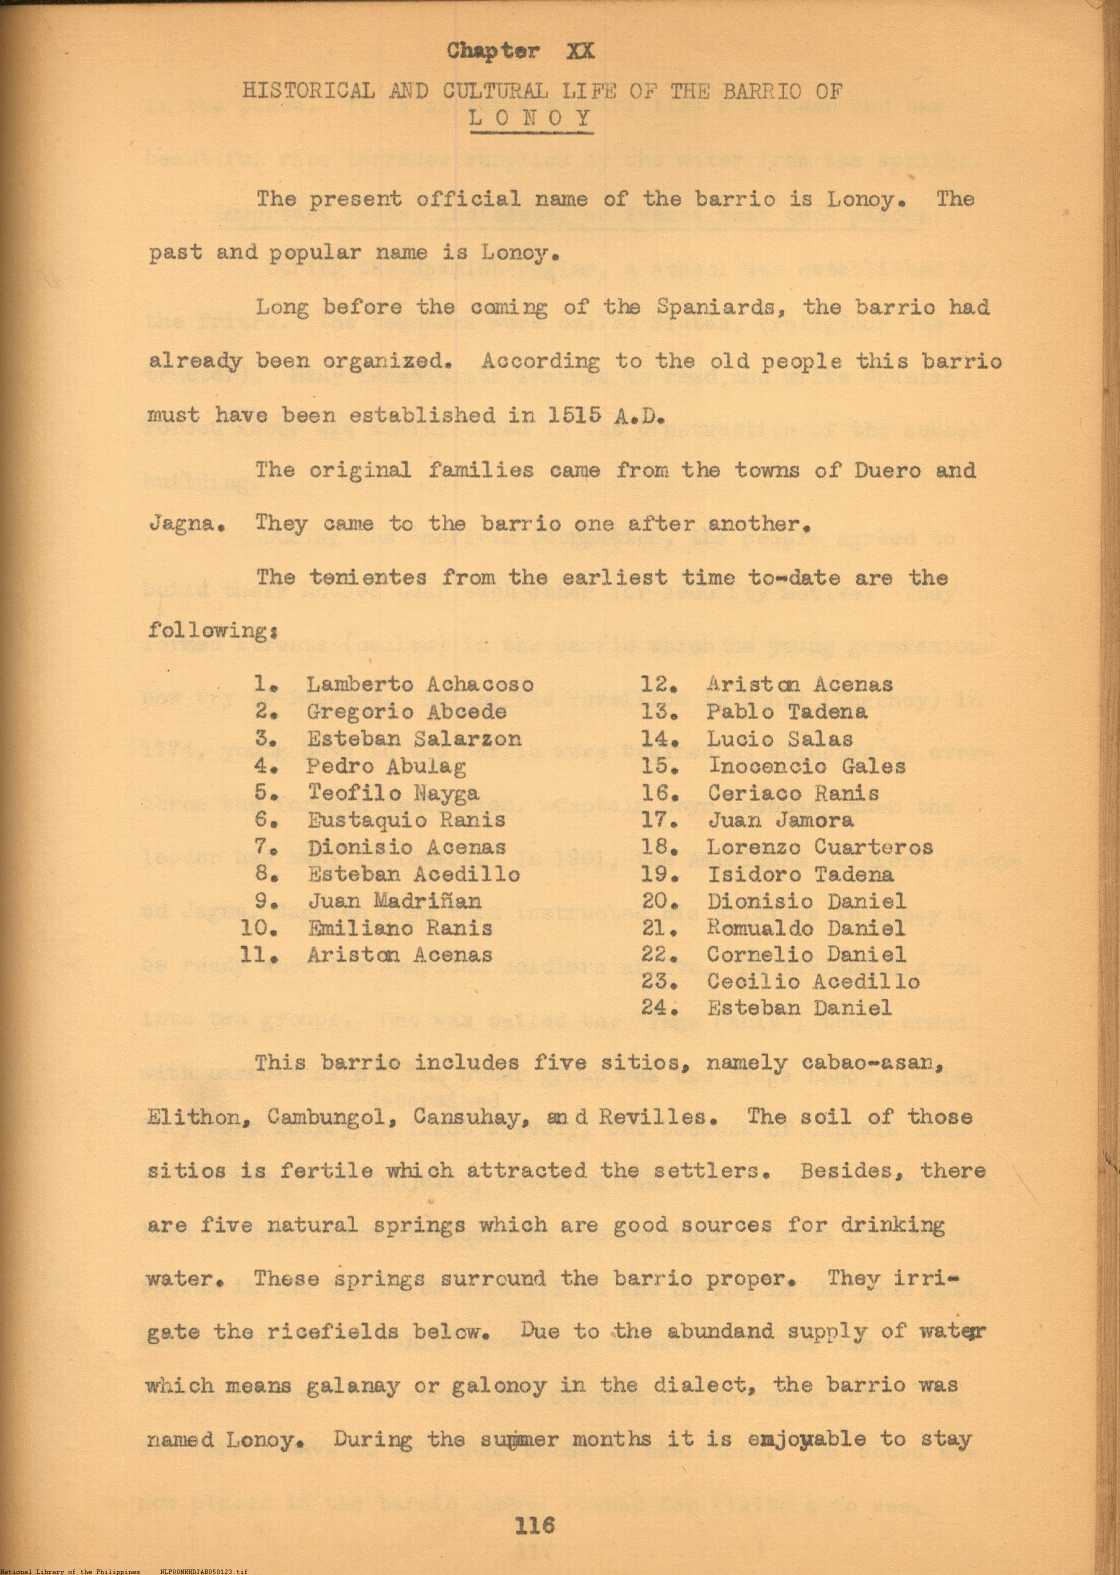 Chapter XX
HISTORICAL AND CULTURAL LIFE OF THE BARRIO OF
L O N O Y
The present official name of the barrio is Lonoy. The
past and popular name is Lonoy.
Long before the coming of the Spaniards, the barrio had
already been organized. According to the old people this barrio
must have been established in 1515 A.D.
The original families came from the towns of Duero and
Jagna. They came to the barrio one after another.
The tenientes from the earliest time to-date are the
following:
1. Lamberto Achacoso
2. Gregorio Abcede
3. Esteban Salarzon
4. Pedro Abulag
5. Teofilo Nayga
6. Eustaquio Ranis
7. Dionisio Acenas
8. Esteban Acedillo
9. Juan Madriñan
10. Emiliano Ranis
11. Ariston Acenas
12. Ariston Acenas
13. Pablo Tadena
14. Lucio Salas
15. Inocencio Gales
16. Ceriaco Ranis
17. Juan Jamora
18. Lorenzo Cuarteros
19. Isidoro Tadena
20. Dionisio Daniel
21. Romualdo Daniel
22. Cornelio Daniel
23. Cecilio Acedillo
24. Esteban Daniel
This barrio includes five sitios, namely cabao-asan,
Elithon, Cambungol, Cansuhay, and Revilles. The soil of those
sitios is fertile which attracted the settlers. Besides, there
are five natural springs which are good sources for drinking
water. These springs surround the barrio proper. They irri-
gate the ricefields below. Due to the abundand supply of water
which means galanay or galonoy in the dialect, the barrio was
named Lonoy. During the summer months it is enjoyable to stay
116
National Library of the Philippines NLPDONHHDJAB050123.tif